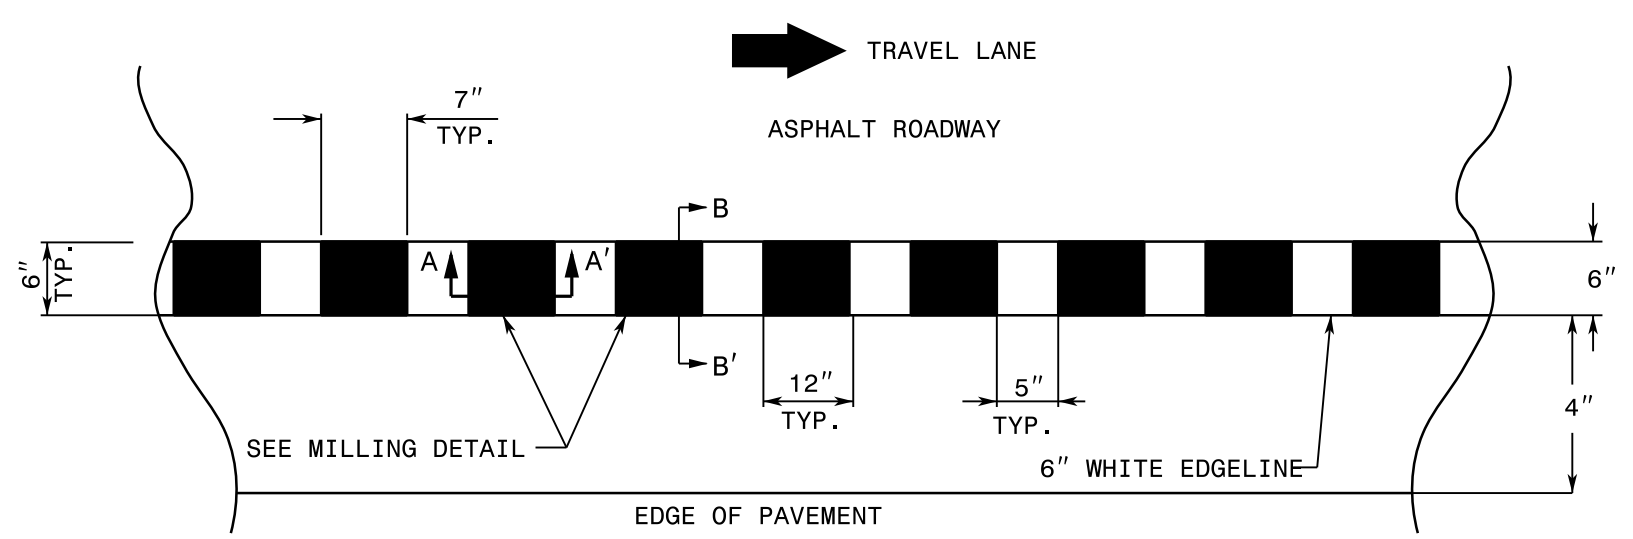 TRAVEL LANE
7"
TYP.
ASPHALT ROADWAY
B
A
A'
6"
TYP.
6"
B'
12"
TYP.
5"
TYP.
4"
SEE MILLING DETAIL
6" WHITE EDGELINE
EDGE OF PAVEMENT